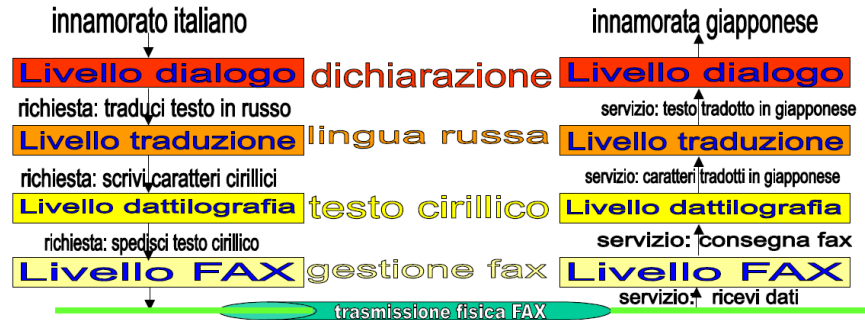 innamorato italiano innamorata giapponese
Livello dialogo dichiarazione Livello dialogo
richiesta: traduci testo in russo servizio: testo tradotto in giapponese
Livello traduzione lingua russa Livello traduzione
richiesta: scrivi caratteri cirillici servizio: caratteri tradotti in giapponese
Livello dattilografia testo cirillico Livello dattilografia
richiesta: spedisci testo cirillico servizio: consegna fax
Livello FAX gestione fax Livello FAX
servizio: ricevi dati
trasmissione fisica FAX